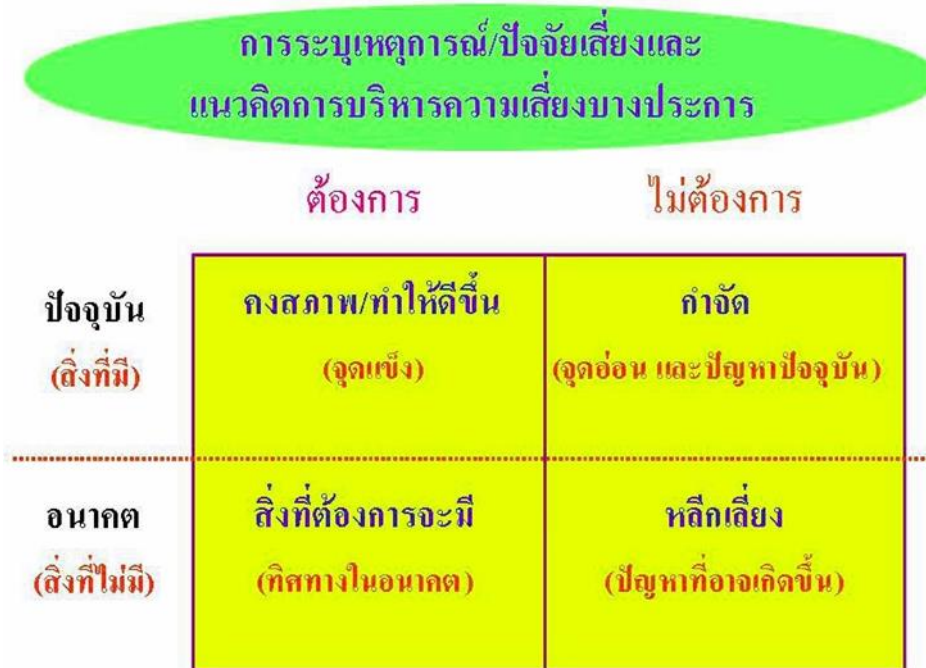 การระบุเหตุการณ์/ปัจจัยเสี่ยงและ
แนวคิดการบริหารความเสี่ยงบางประการ
ต้องการ ไม่ต้องการ
ปัจจุบัน คงสภาพ/ทำให้ดีขึ้น กำจัด
(สิ่งที่มี) (จุดแข็ง) (จุดอ่อน และปัญหาปัจจุบัน)
อนาคต สิ่งที่ต้องการจะมี หลีกเลี่ยง
(สิ่งที่ไม่มี) (ทิศทางในอนาคต) (ปัญหาที่อาจเกิดขึ้น)